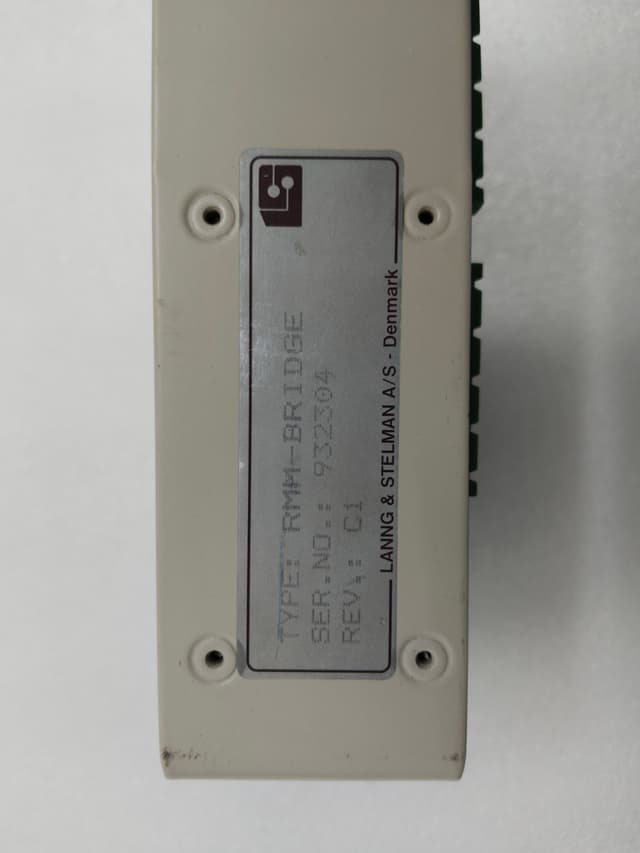 TYPE: RMM-BRIDGE
SER.NO.: 932304
REV.: C1
LANNG & STELMAN A/S - Denmark